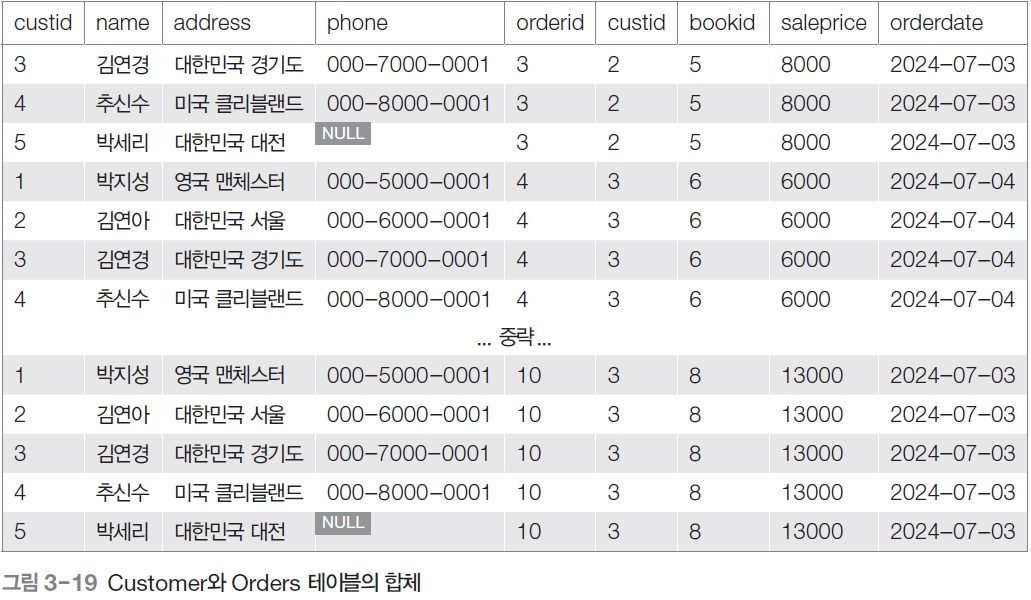 custid name address phone orderid custid bookid saleprice orderdate
3 김연경 대한민국 경기도 000-7000-0001 3 2 5 8000 2024-07-03
4 추신수 미국 클리블랜드 000-8000-0001 3 2 5 8000 2024-07-03
5 박세리 대한민국 대전 NULL 3 2 5 8000 2024-07-03
1 박지성 영국 맨체스터 000-5000-0001 4 3 6 6000 2024-07-04
2 김연아 대한민국 서울 000-6000-0001 4 3 6 6000 2024-07-04
3 김연경 대한민국 경기도 000-7000-0001 4 3 6 6000 2024-07-04
4 추신수 미국 클리블랜드 000-8000-0001 4 3 6 6000 2024-07-04
... 중략 ...
1 박지성 영국 맨체스터 000-5000-0001 10 3 8 13000 2024-07-03
2 김연아 대한민국 서울 000-6000-0001 10 3 8 13000 2024-07-03
3 김연경 대한민국 경기도 000-7000-0001 10 3 8 13000 2024-07-03
4 추신수 미국 클리블랜드 000-8000-0001 10 3 8 13000 2024-07-03
5 박세리 대한민국 대전 NULL 10 3 8 13000 2024-07-03
그림 3-19 Customer와 Orders 테이블의 합체